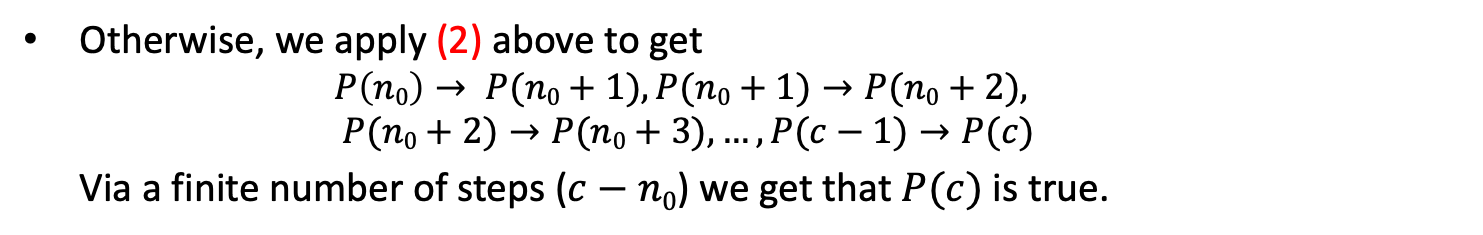 • Otherwise, we apply (2) above to get
P(n₀) → P(n₀ + 1), P(n₀ + 1) → P(n₀ + 2),
P(n₀ + 2) → P(n₀ + 3), … , P(c − 1) → P(c)
Via a finite number of steps (c − n₀) we get that P(c) is true.